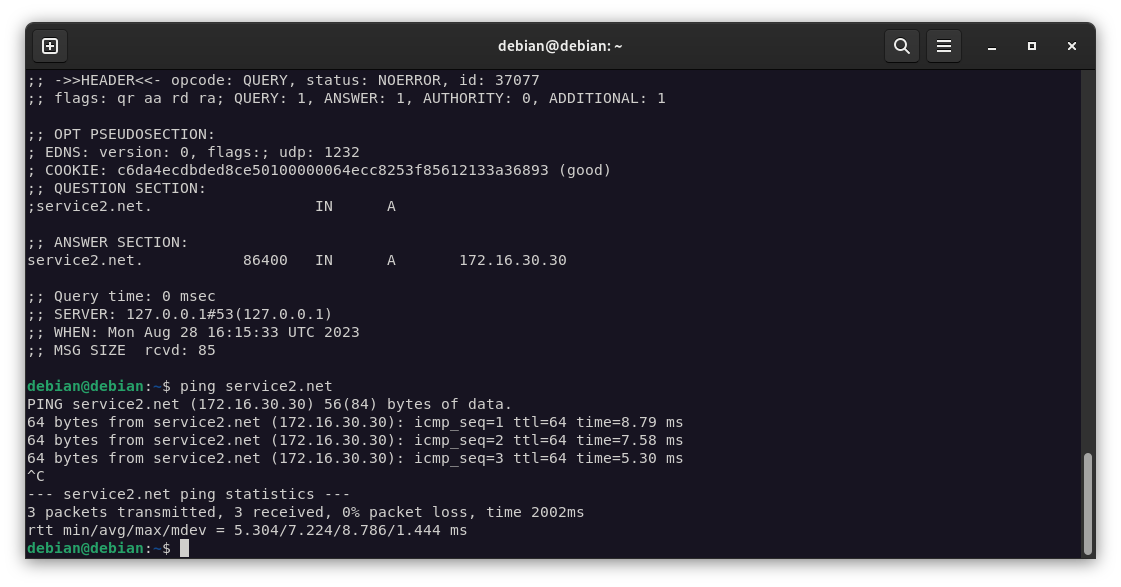 debian@debian: ~
;; ->>HEADER<<- opcode: QUERY, status: NOERROR, id: 37077
;; flags: qr aa rd ra; QUERY: 1, ANSWER: 1, AUTHORITY: 0, ADDITIONAL: 1
;; OPT PSEUDOSECTION:
; EDNS: version: 0, flags:; udp: 1232
; COOKIE: c6da4ecdbded8ce50100000064ecc8253f85612133a36893 (good)
;; QUESTION SECTION:
;service2.net.                  IN      A
;; ANSWER SECTION:
service2.net.           86400   IN      A       172.16.30.30
;; Query time: 0 msec
;; SERVER: 127.0.0.1#53(127.0.0.1)
;; WHEN: Mon Aug 28 16:15:33 UTC 2023
;; MSG SIZE  rcvd: 85
debian@debian:~$ ping service2.net
PING service2.net (172.16.30.30) 56(84) bytes of data.
64 bytes from service2.net (172.16.30.30): icmp_seq=1 ttl=64 time=8.79 ms
64 bytes from service2.net (172.16.30.30): icmp_seq=2 ttl=64 time=7.58 ms
64 bytes from service2.net (172.16.30.30): icmp_seq=3 ttl=64 time=5.30 ms
^C
--- service2.net ping statistics ---
3 packets transmitted, 3 received, 0% packet loss, time 2002ms
rtt min/avg/max/mdev = 5.304/7.224/8.786/1.444 ms
debian@debian:~$